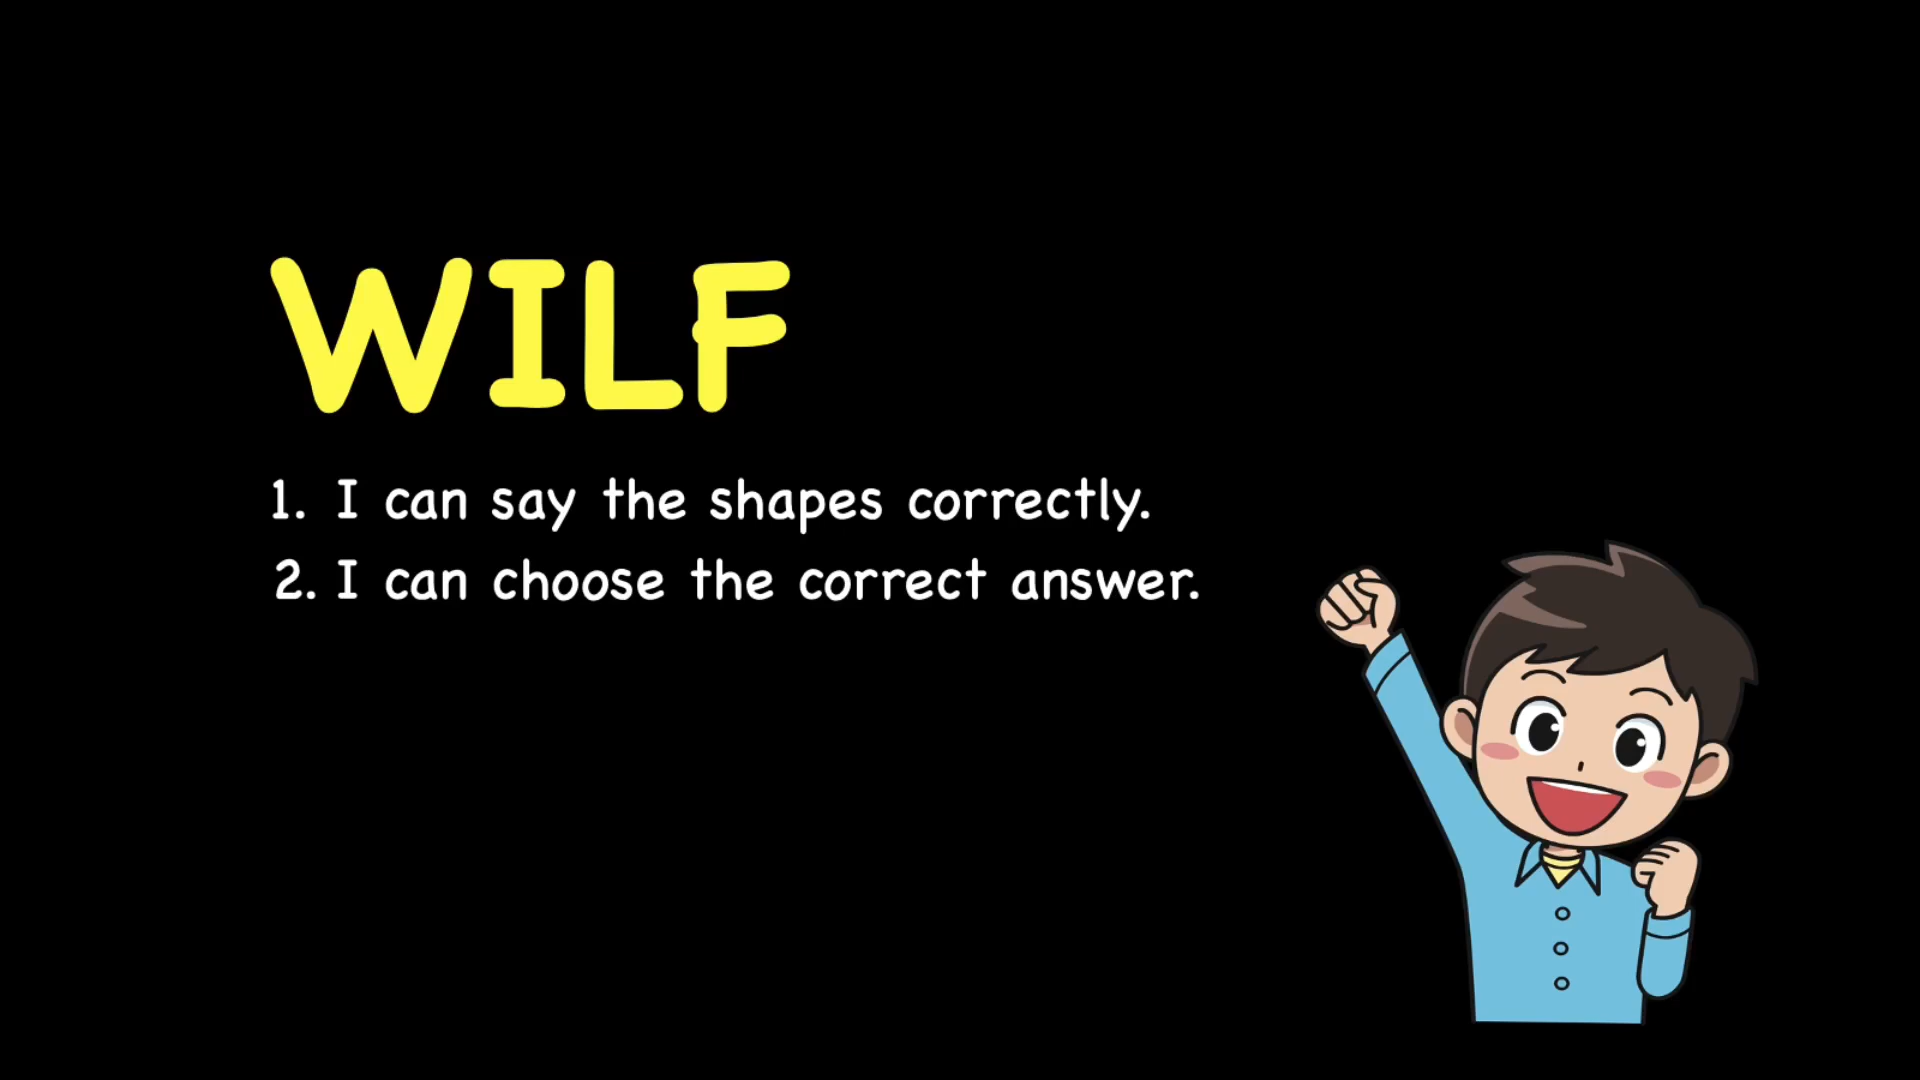 WILF
1. I can say the shapes correctly.
2. I can choose the correct answer.